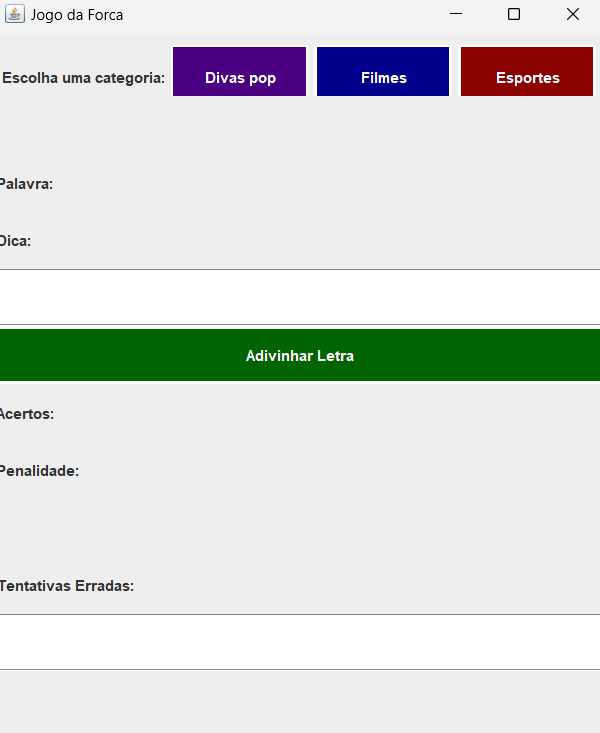 Jogo da Forca
Escolha uma categoria: Divas pop Filmes Esportes
Palavra:
Dica:
Adivinhar Letra
Acertos:
Penalidade:
Tentativas Erradas: